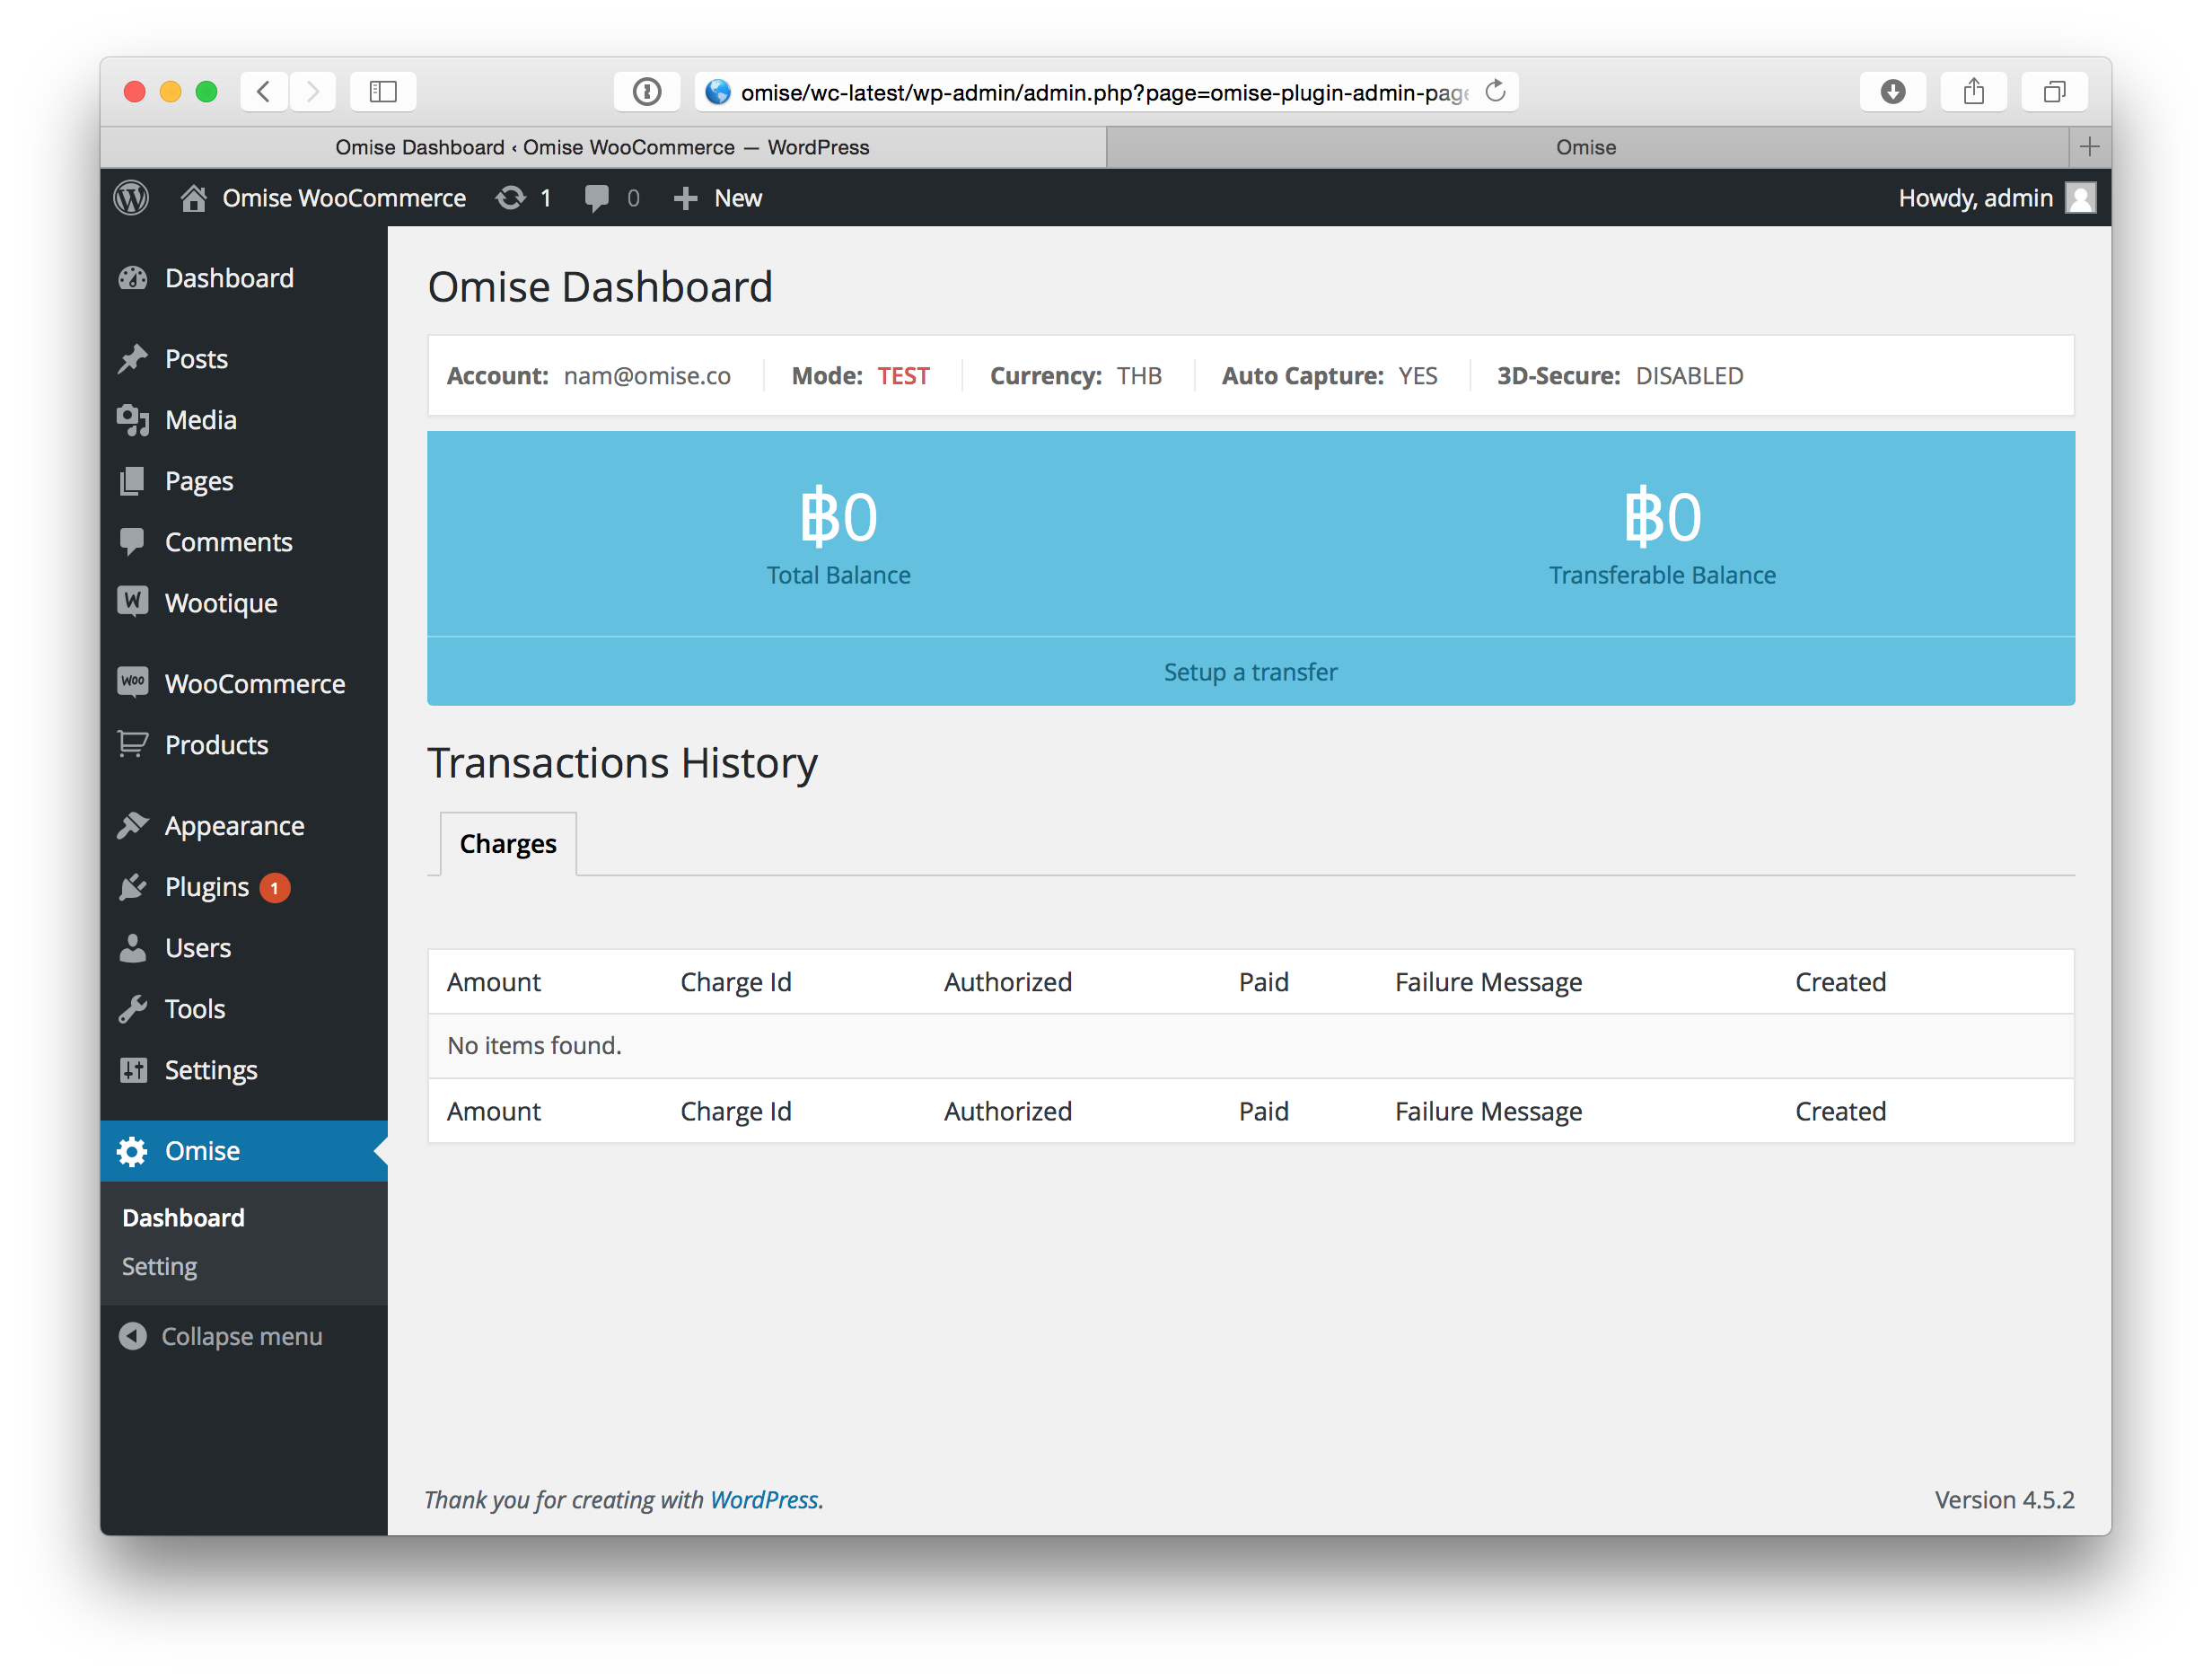 omise/wc-latest/wp-admin/admin.php?page=omise-plugin-admin-page
Omise Dashboard ‹ Omise WooCommerce — WordPress
Omise
Omise WooCommerce 1 0 New
Howdy, admin
Dashboard
Posts
Media
Pages
Comments
Wootique
WooCommerce
Products
Appearance
Plugins 1
Users
Tools
Settings
Omise
Dashboard
Setting
Collapse menu
Omise Dashboard
Account: nam@omise.co Mode: TEST Currency: THB Auto Capture: YES 3D-Secure: DISABLED
฿0 ฿0
Total Balance Transferable Balance
Setup a transfer
Transactions History
Charges
Amount Charge Id Authorized Paid Failure Message Created
No items found.
Amount Charge Id Authorized Paid Failure Message Created
Thank you for creating with WordPress.
Version 4.5.2